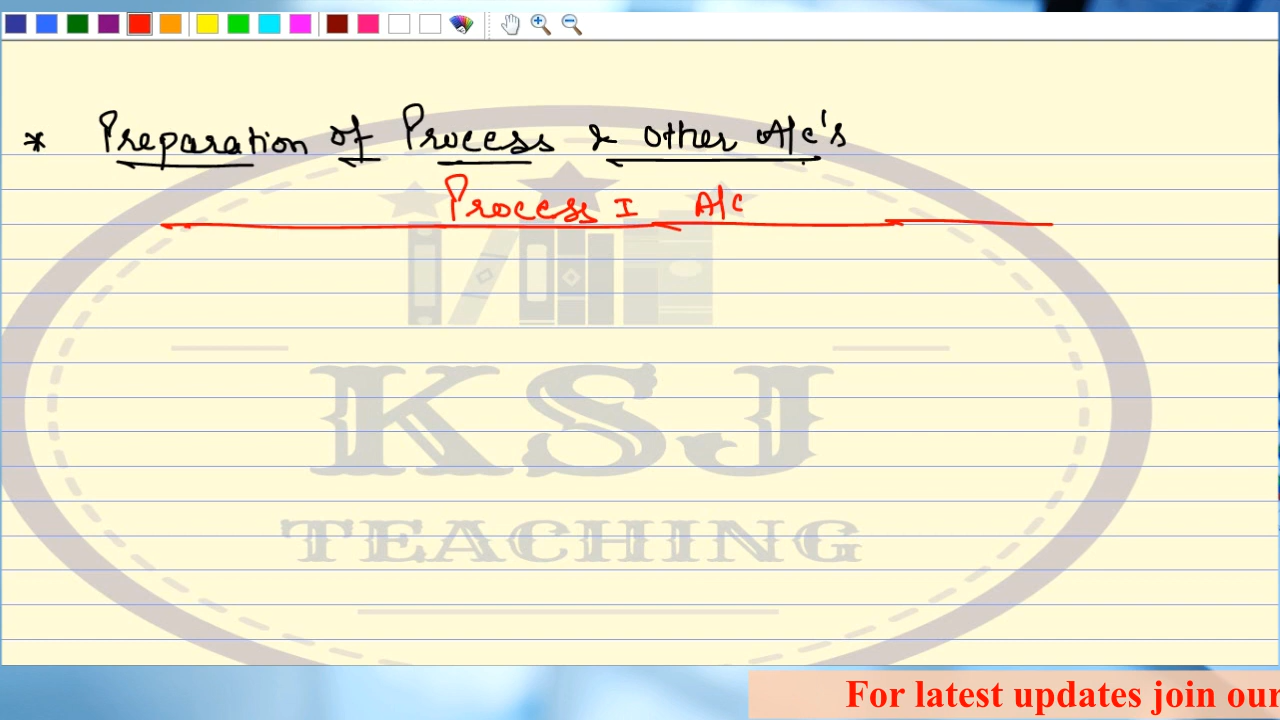 * Preparation of Process & Other A/c's
Process I A/c
KSJ
TEACHING
For latest updates join our